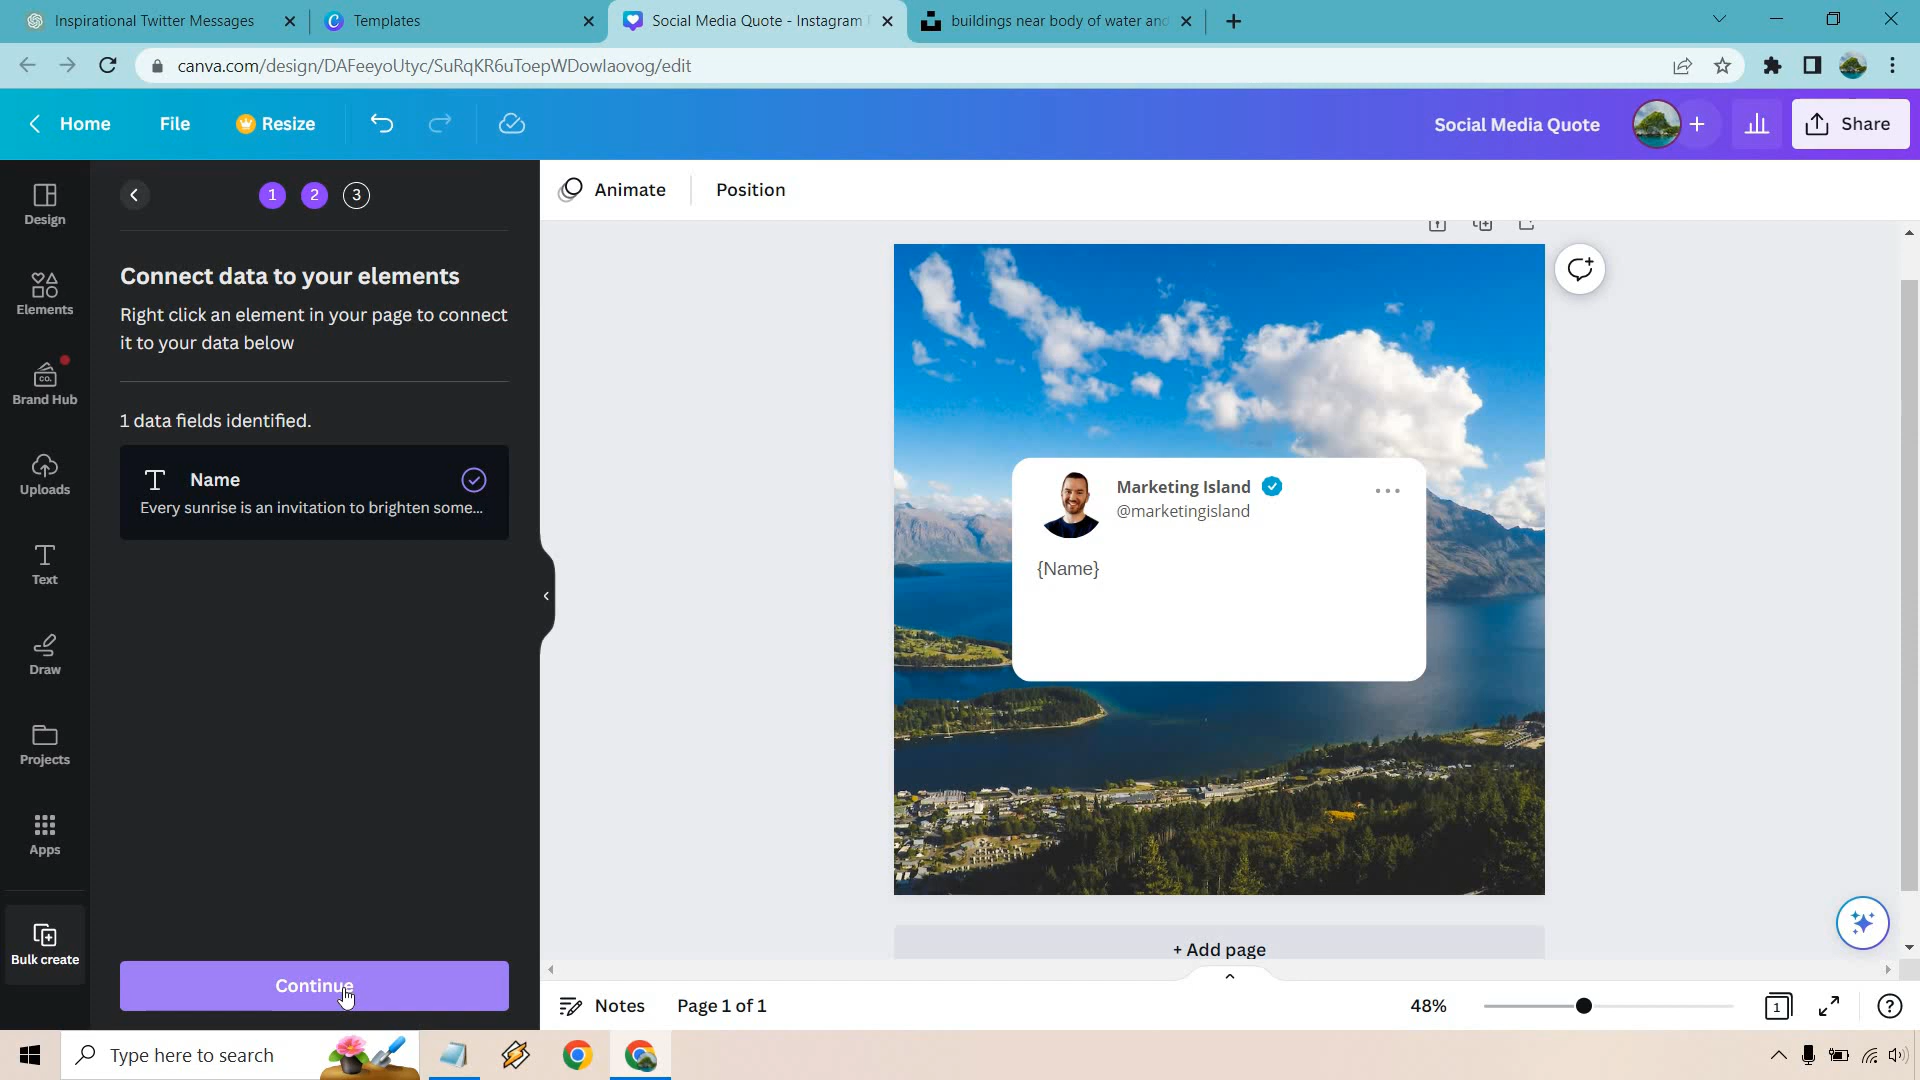 Inspirational Twitter Messages
Templates
Social Media Quote - Instagram
buildings near body of water and
canva.com/design/DAFeeyoUtyc/SuRqKR6uToepWDowlaovog/edit
Home
File
Resize
Social Media Quote
Share
Design
Elements
CO.
Brand Hub
Uploads
Text
Draw
Projects
Apps
Bulk create
1
2
3
Connect data to your elements
Right click an element in your page to connect
it to your data below
1 data fields identified.
Name
Every sunrise is an invitation to brighten some...
Continue
Animate
Position
Marketing Island
@marketingisland
{Name}
+ Add page
Notes
Page 1 of 1
48%
1
Type here to search